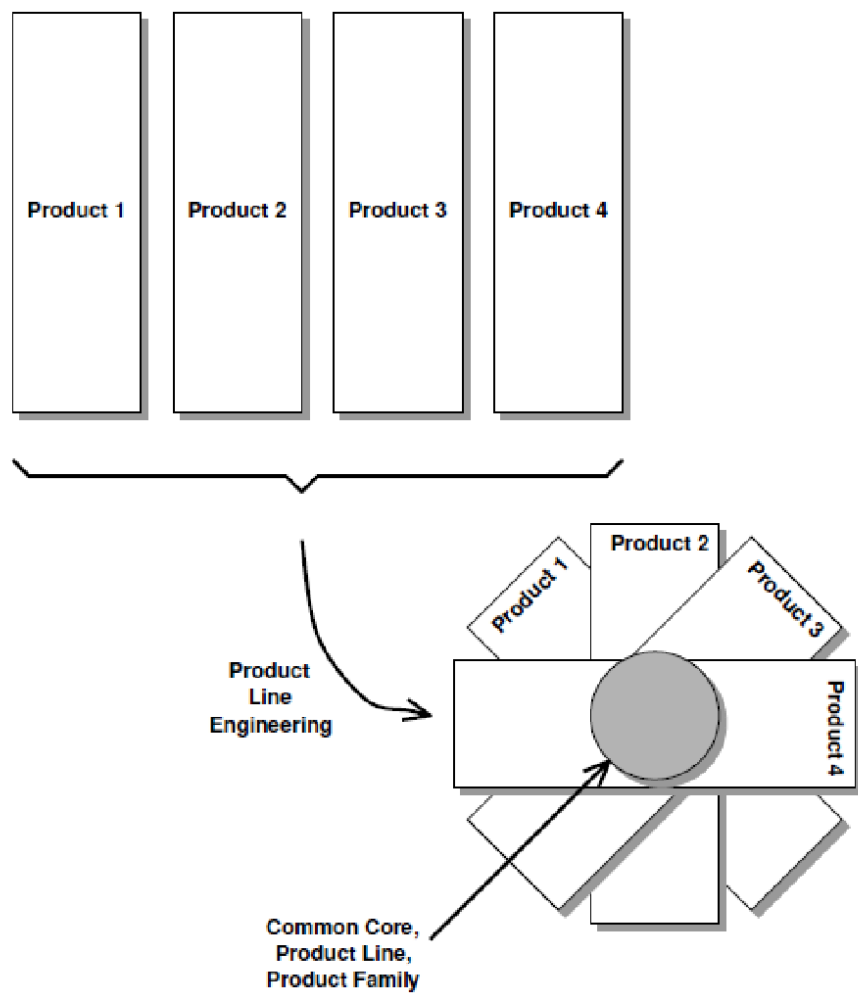 Product 1
Product 2
Product 3
Product 4
Product 1
Product 2
Product 3
Product 4
Product
Line
Engineering
Common Core,
Product Line,
Product Family